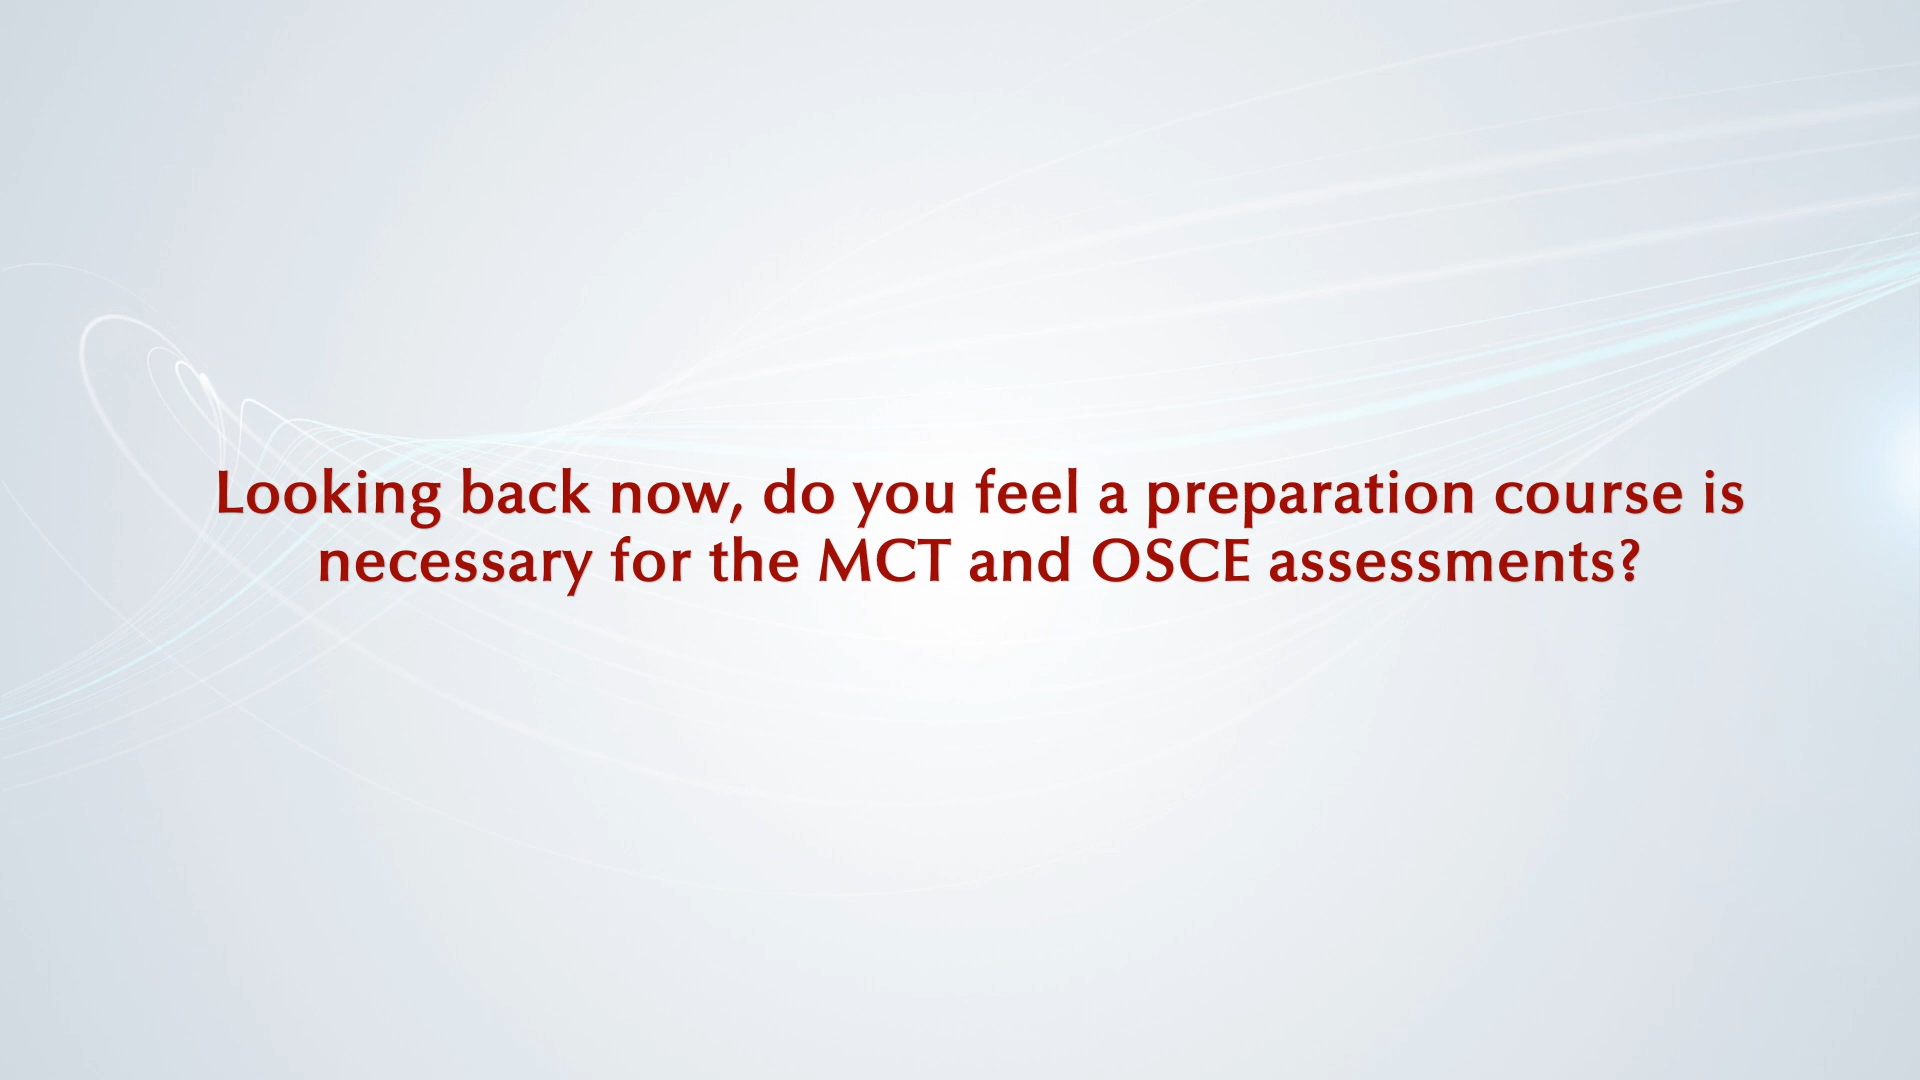 Looking back now, do you feel a preparation course is
necessary for the MCT and OSCE assessments?